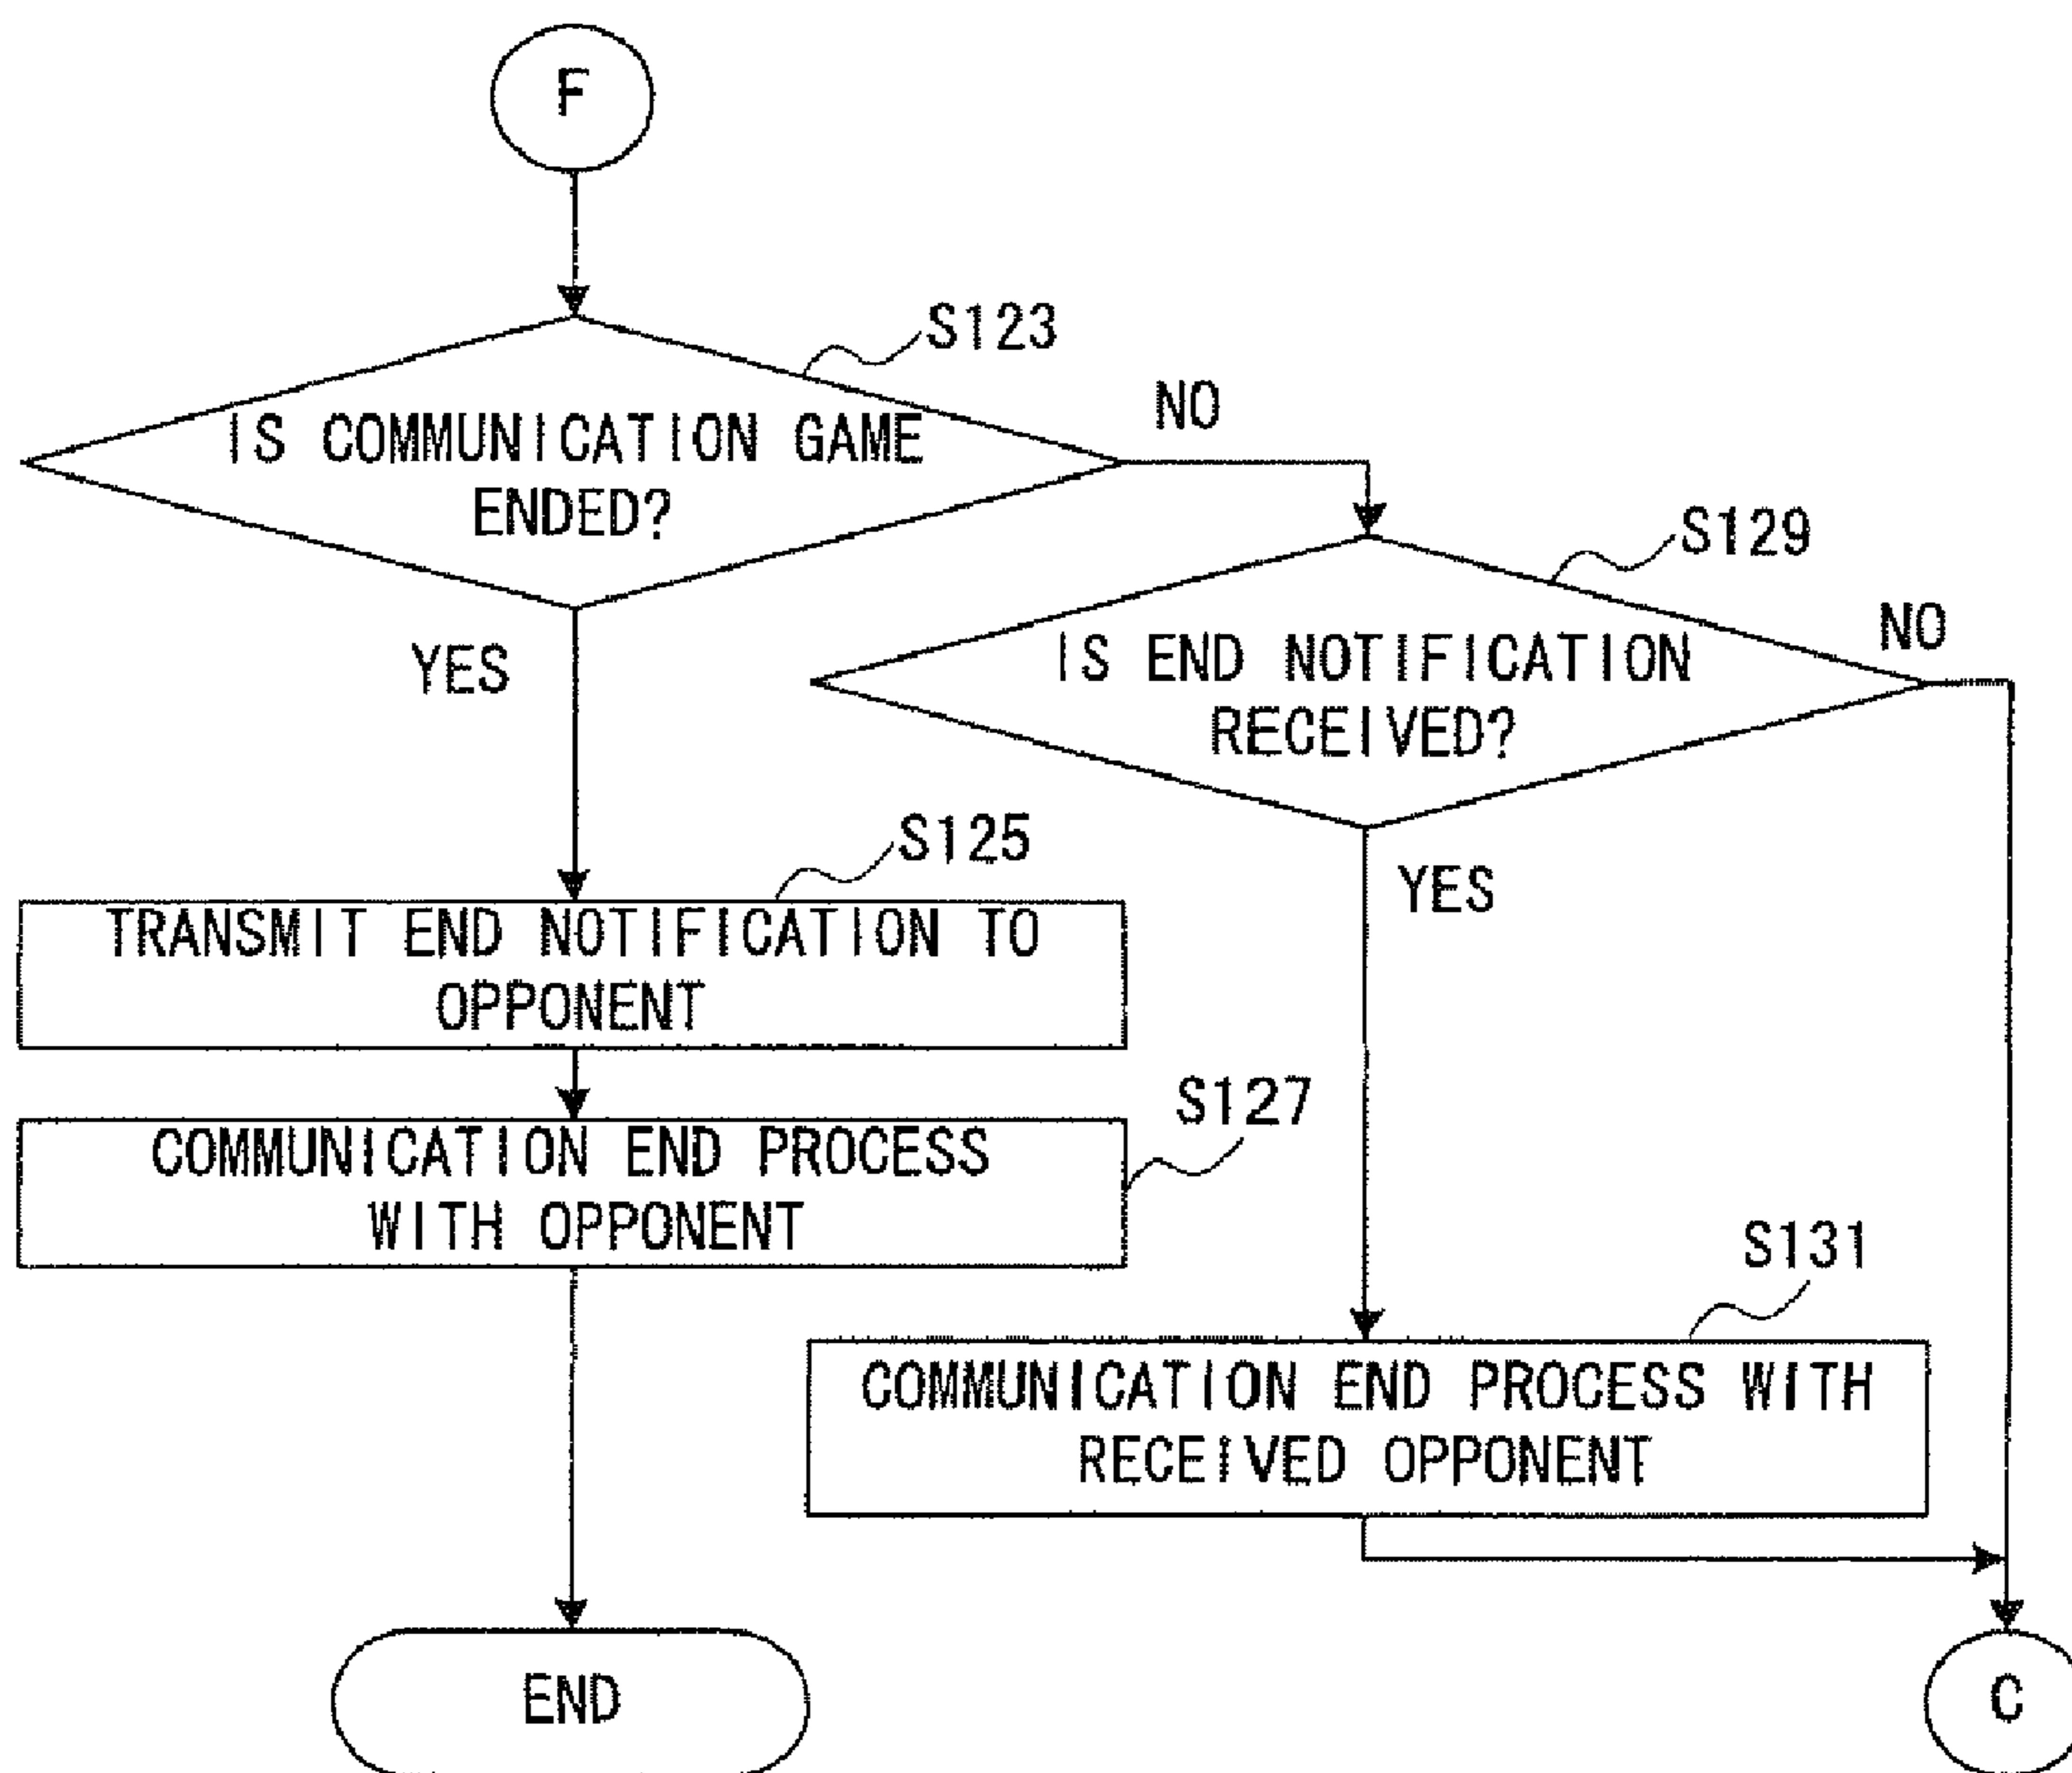 F
S123
IS COMMUNICATION GAME
ENDED?
NO
YES
S129
IS END NOTIFICATION
RECEIVED?
NO
YES
S125
TRANSMIT END NOTIFICATION TO
OPPONENT
S127
COMMUNICATION END PROCESS
WITH OPPONENT
S131
COMMUNICATION END PROCESS WITH
RECEIVED OPPONENT
END
C